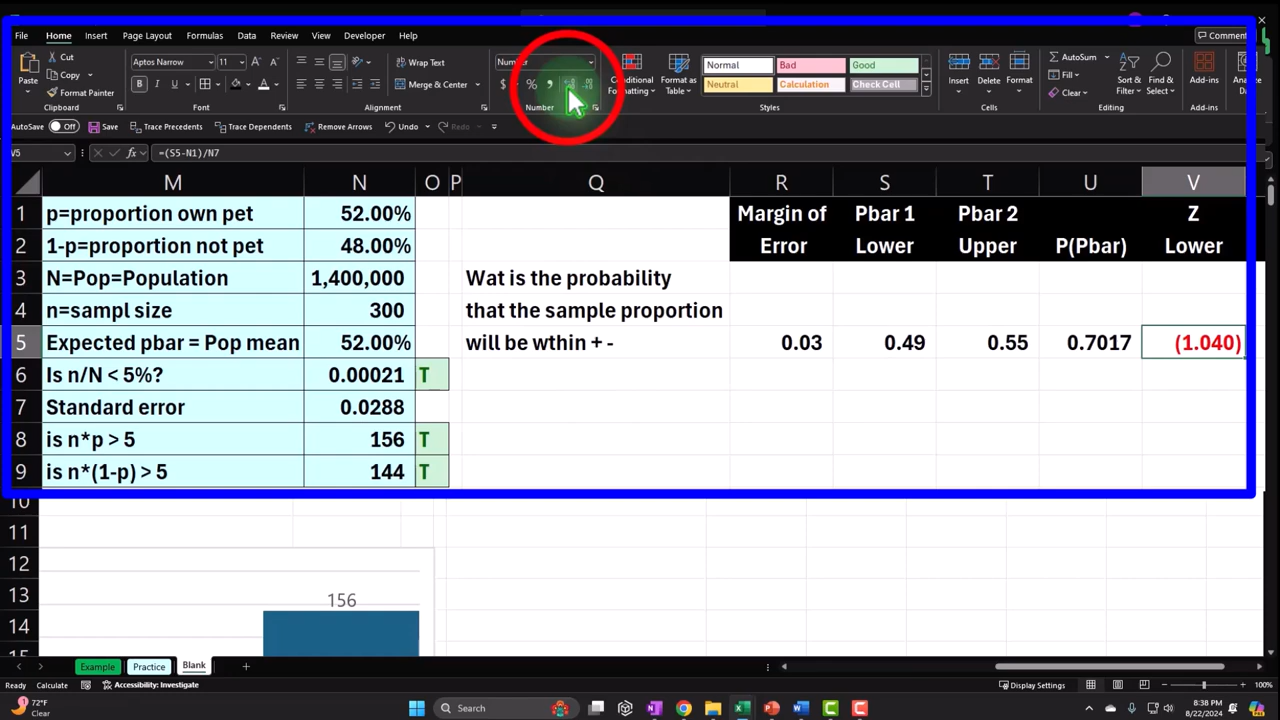 File Home Insert Page Layout Formulas Data Review View Developer Help Comments
Cut
Copy
Format Painter
Paste
Clipboard
Aptos Narrow 11
B I U
Font
Wrap Text
Merge & Center
Alignment
Number
$ % ,
Number
Conditional Formatting
Format as Table
Normal Bad Good
Neutral Calculation Check Cell
Styles
Insert Delete Format
Cells
AutoSum
Fill
Clear
Sort & Filter
Find & Select
Editing
Add-ins
Add-ins
AutoSave Off Save Trace Precedents Trace Dependents Remove Arrows Undo Redo
V5 fx =(S5-N1)/N7
M N O P Q R S T U V
1 p=proportion own pet 52.00% Margin of Pbar 1 Pbar 2 Z
2 1-p=proportion not pet 48.00% Error Lower Upper P(Pbar) Lower
3 N=Pop=Population 1,400,000 Wat is the probability
4 n=sampl size 300 that the sample proportion
5 Expected pbar = Pop mean 52.00% will be wthin + - 0.03 0.49 0.55 0.7017 (1.040)
6 Is n/N < 5%? 0.00021 T
7 Standard error 0.0288
8 is n*p > 5 156 T
9 is n*(1-p) > 5 144 T
10
11
12
13 156
14
15
Example Practice Blank +
Ready Calculate Accessibility: Investigate Display Settings 100%
72°F
Clear
Search
8:38 PM
8/22/2024